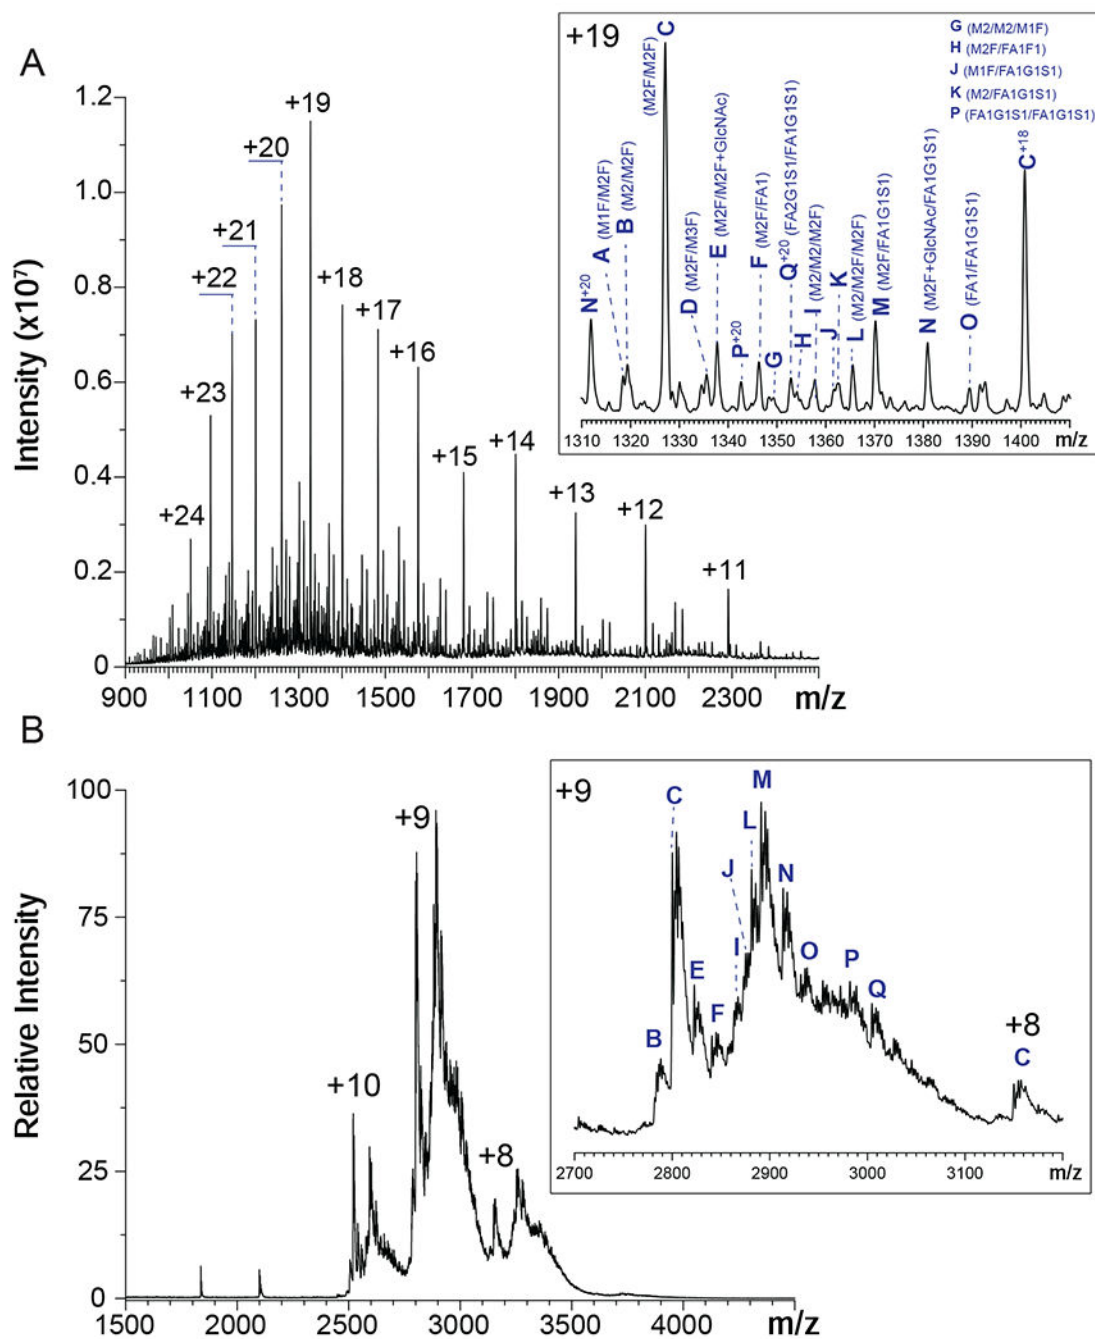 A
Intensity (x10⁷)
1.2
1.0
0.8
0.6
0.4
0.2
0
+24
+23
+22
+21
+20
+19
+18
+17
+16
+15
+14
+13
+12
+11
900 1100 1300 1500 1700 1900 2100 2300 m/z
+19
N⁺²⁰
A (M1F/M2F)
B (M2/M2F)
C (M2F/M2F)
D (M2F/M3F)
E (M2F/M2F+GlcNAc)
P⁺²⁰
F (M2F/FA1)
G
Q⁺²⁰ (FA2G1S1/FA1G1S1)
H
I (M2/M2/M2F)
J
K
L (M2/M2F/M2F)
M (M2F/FA1G1S1)
N (M2F+GlcNAc/FA1G1S1)
O (FA1/FA1G1S1)
C⁺¹⁸
G (M2/M2/M1F)
H (M2F/FA1F1)
J (M1F/FA1G1S1)
K (M2/FA1G1S1)
P (FA1G1S1/FA1G1S1)
1310 1320 1330 1340 1350 1360 1370 1380 1390 1400 m/z
B
Relative Intensity
100
75
50
25
0
+10
+9
+8
1500 2000 2500 3000 3500 4000 m/z
+9
B
C
E
F
I
J
L
M
N
O
P
Q
+8
C
2700 2800 2900 3000 3100 m/z